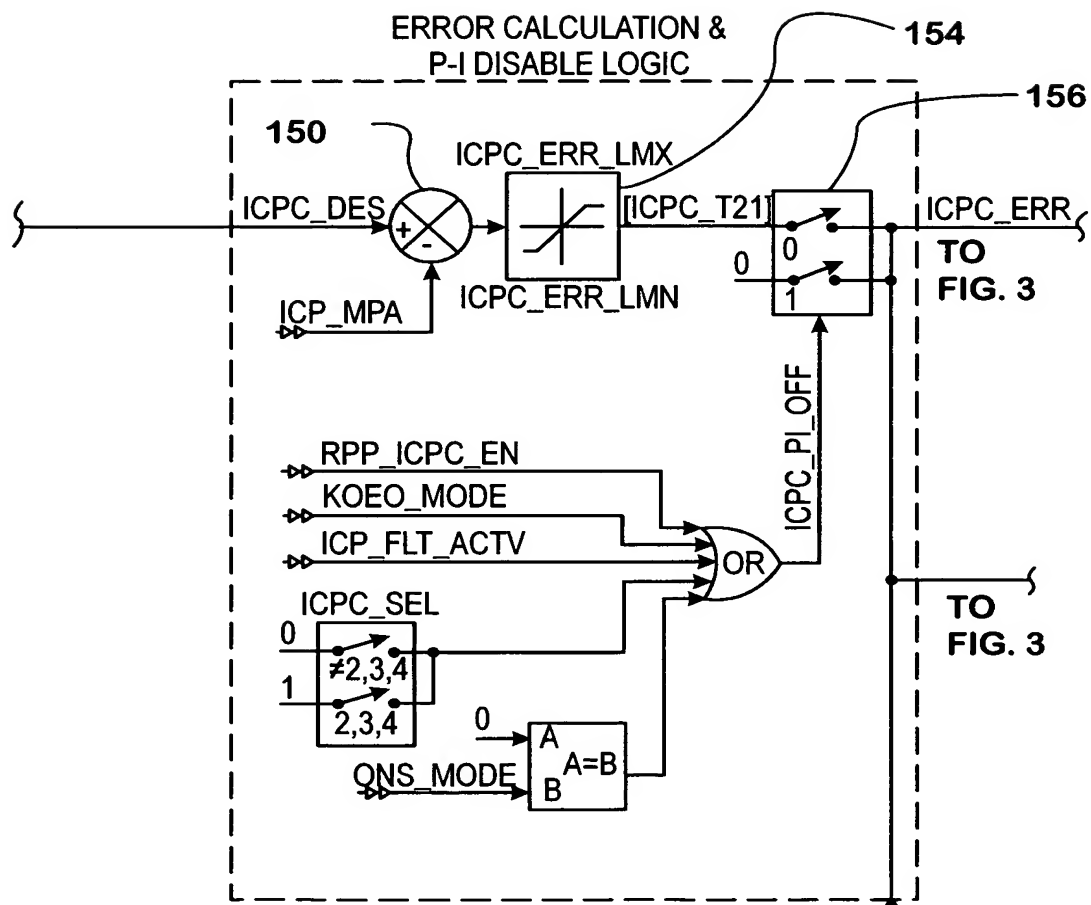 ERROR CALCULATION &
P-I DISABLE LOGIC
154
156
150
ICPC_ERR_LMX
ICPC_DES
[ICPC_T21]
ICPC_ERR
+
-
0
0
1
TO
FIG. 3
ICPC_ERR_LMN
ICP_MPA
ICPC_PI_OFF
RPP_ICPC_EN
KOEO_MODE
ICP_FLT_ACTV
OR
ICPC_SEL
0
≠2,3,4
1
2,3,4
TO
FIG. 3
0
A
A=B
B
QNS_MODE